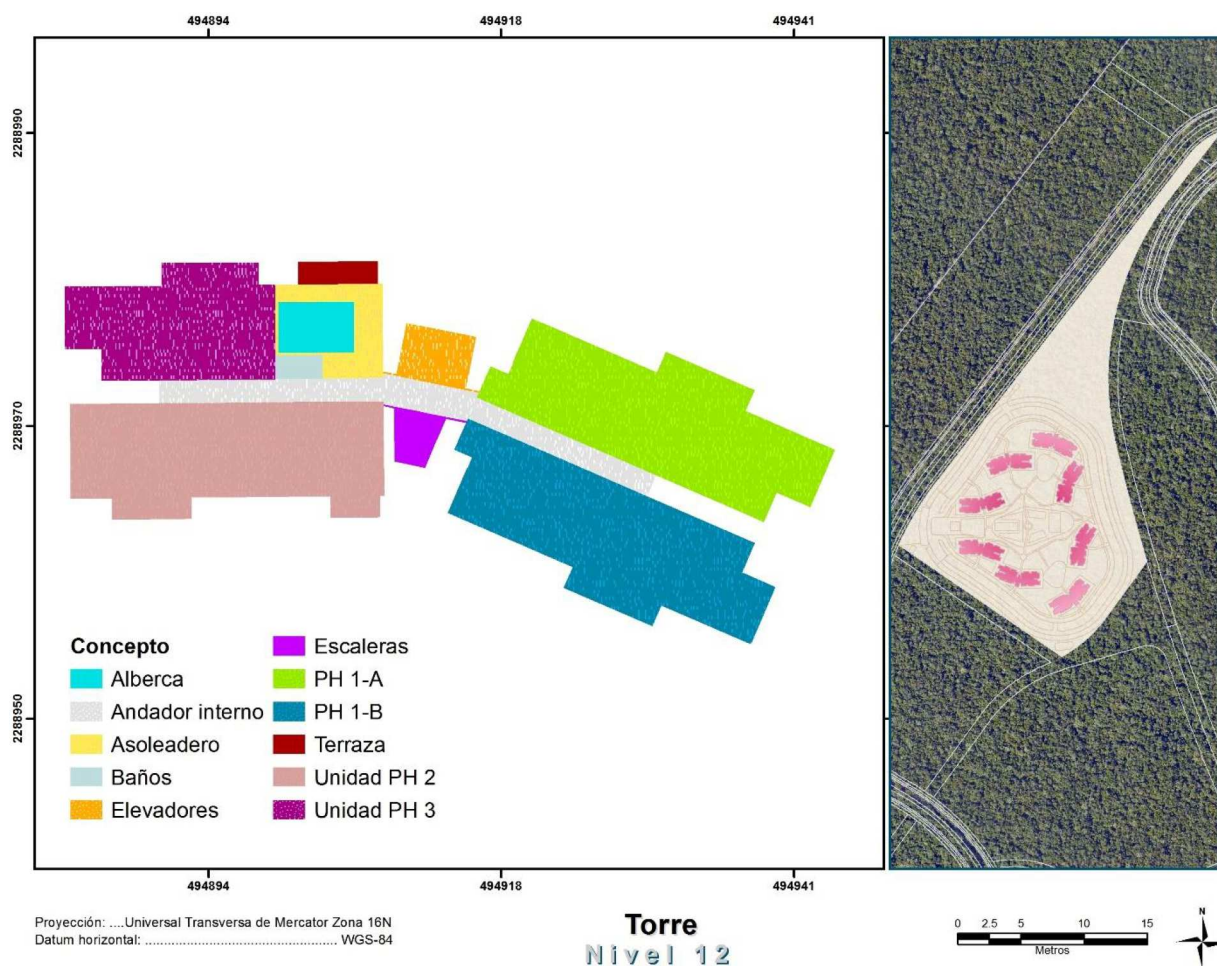 494894 494918 494941
2288990
2288970
2288950
Concepto
Alberca
Andador interno
Asoleadero
Baños
Elevadores
Escaleras
PH 1-A
PH 1-B
Terraza
Unidad PH 2
Unidad PH 3
494894 494918 494941
Proyección: ....Universal Transversa de Mercator Zona 16N
Datum horizontal: ................................................ WGS-84
Torre
Nivel 12
0 2.5 5 10 15
Metros
N